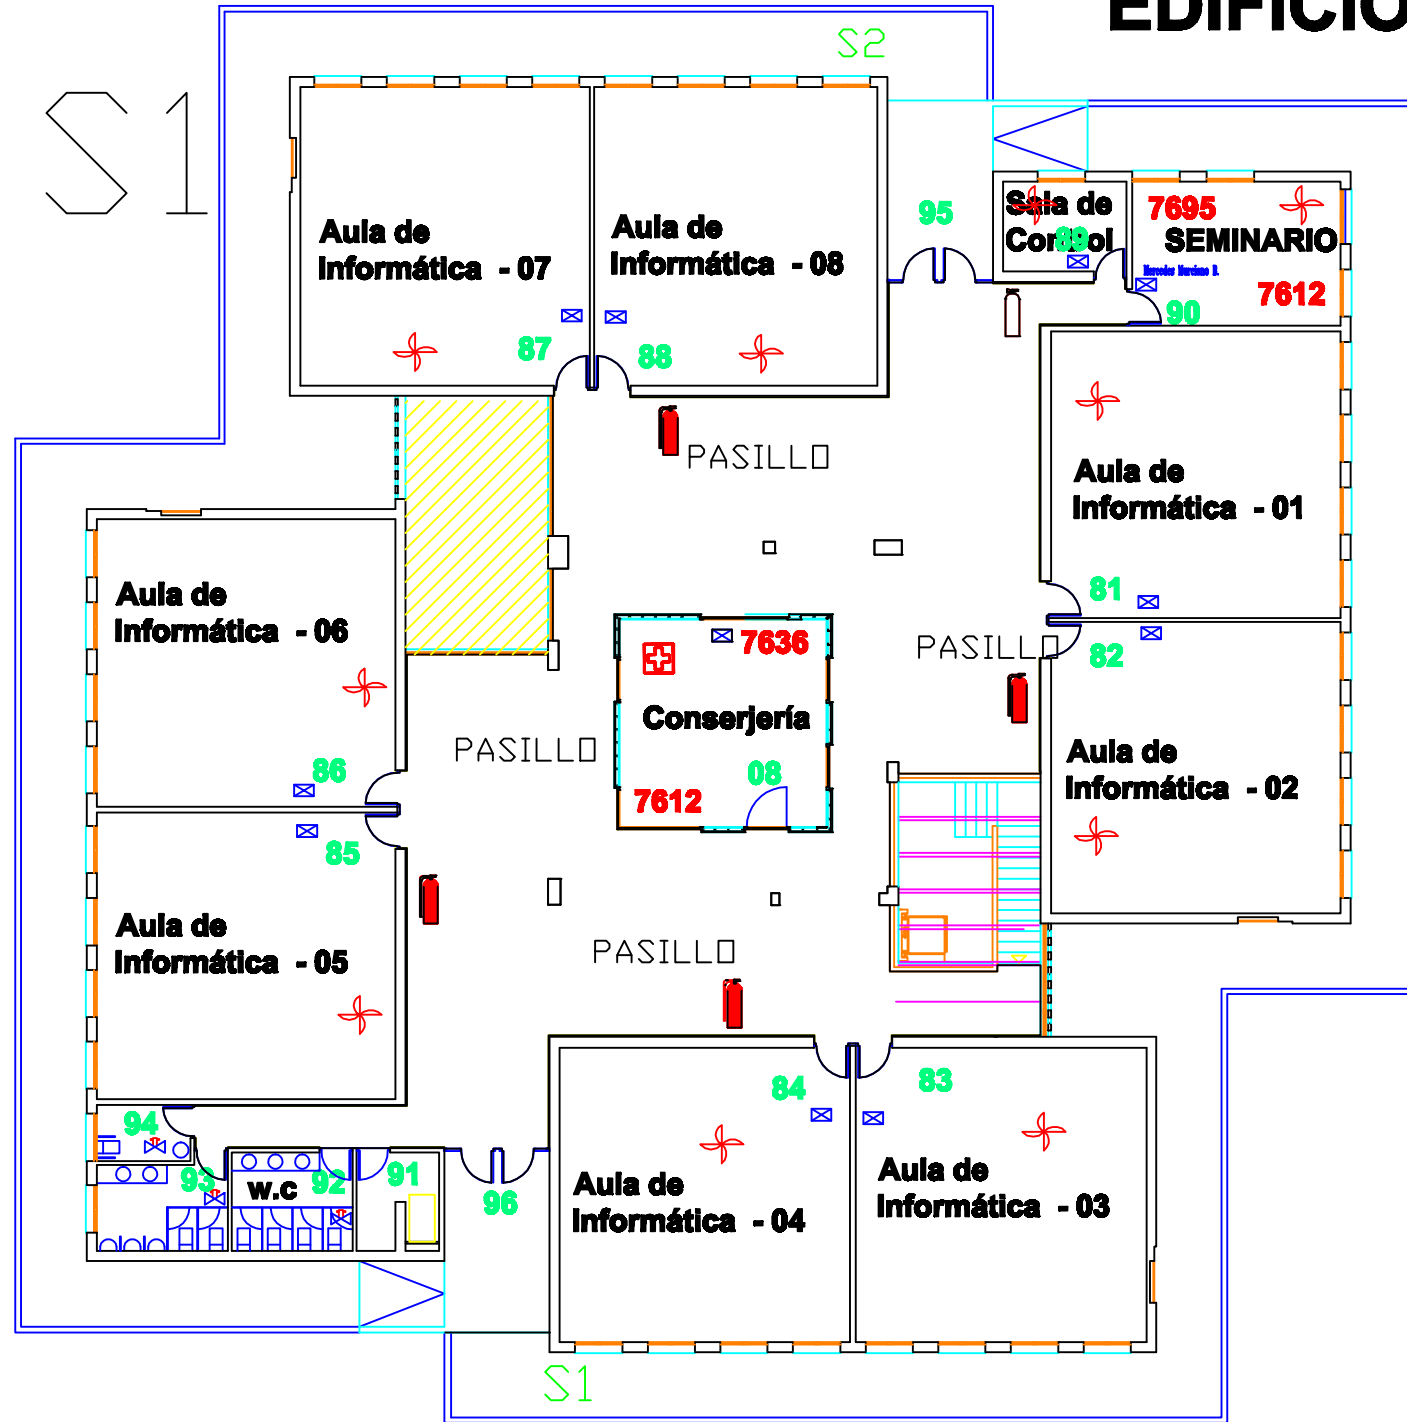 EDIFICIO
S1
S2
Aula de
Informática - 07
87
Aula de
Informática - 08
88
95
Sala de
Control
89
7695
SEMINARIO
Mercedes Marciano B.
7612
90
PASILLO
Aula de
Informática - 01
81
Aula de
Informática - 06
86
7636
Conserjería
08
7612
PASILLO
PASILLO
82
Aula de
Informática - 02
85
Aula de
Informática - 05
PASILLO
84
83
94
93
w.c
92
91
96
Aula de
Informática - 04
Aula de
Informática - 03
S1